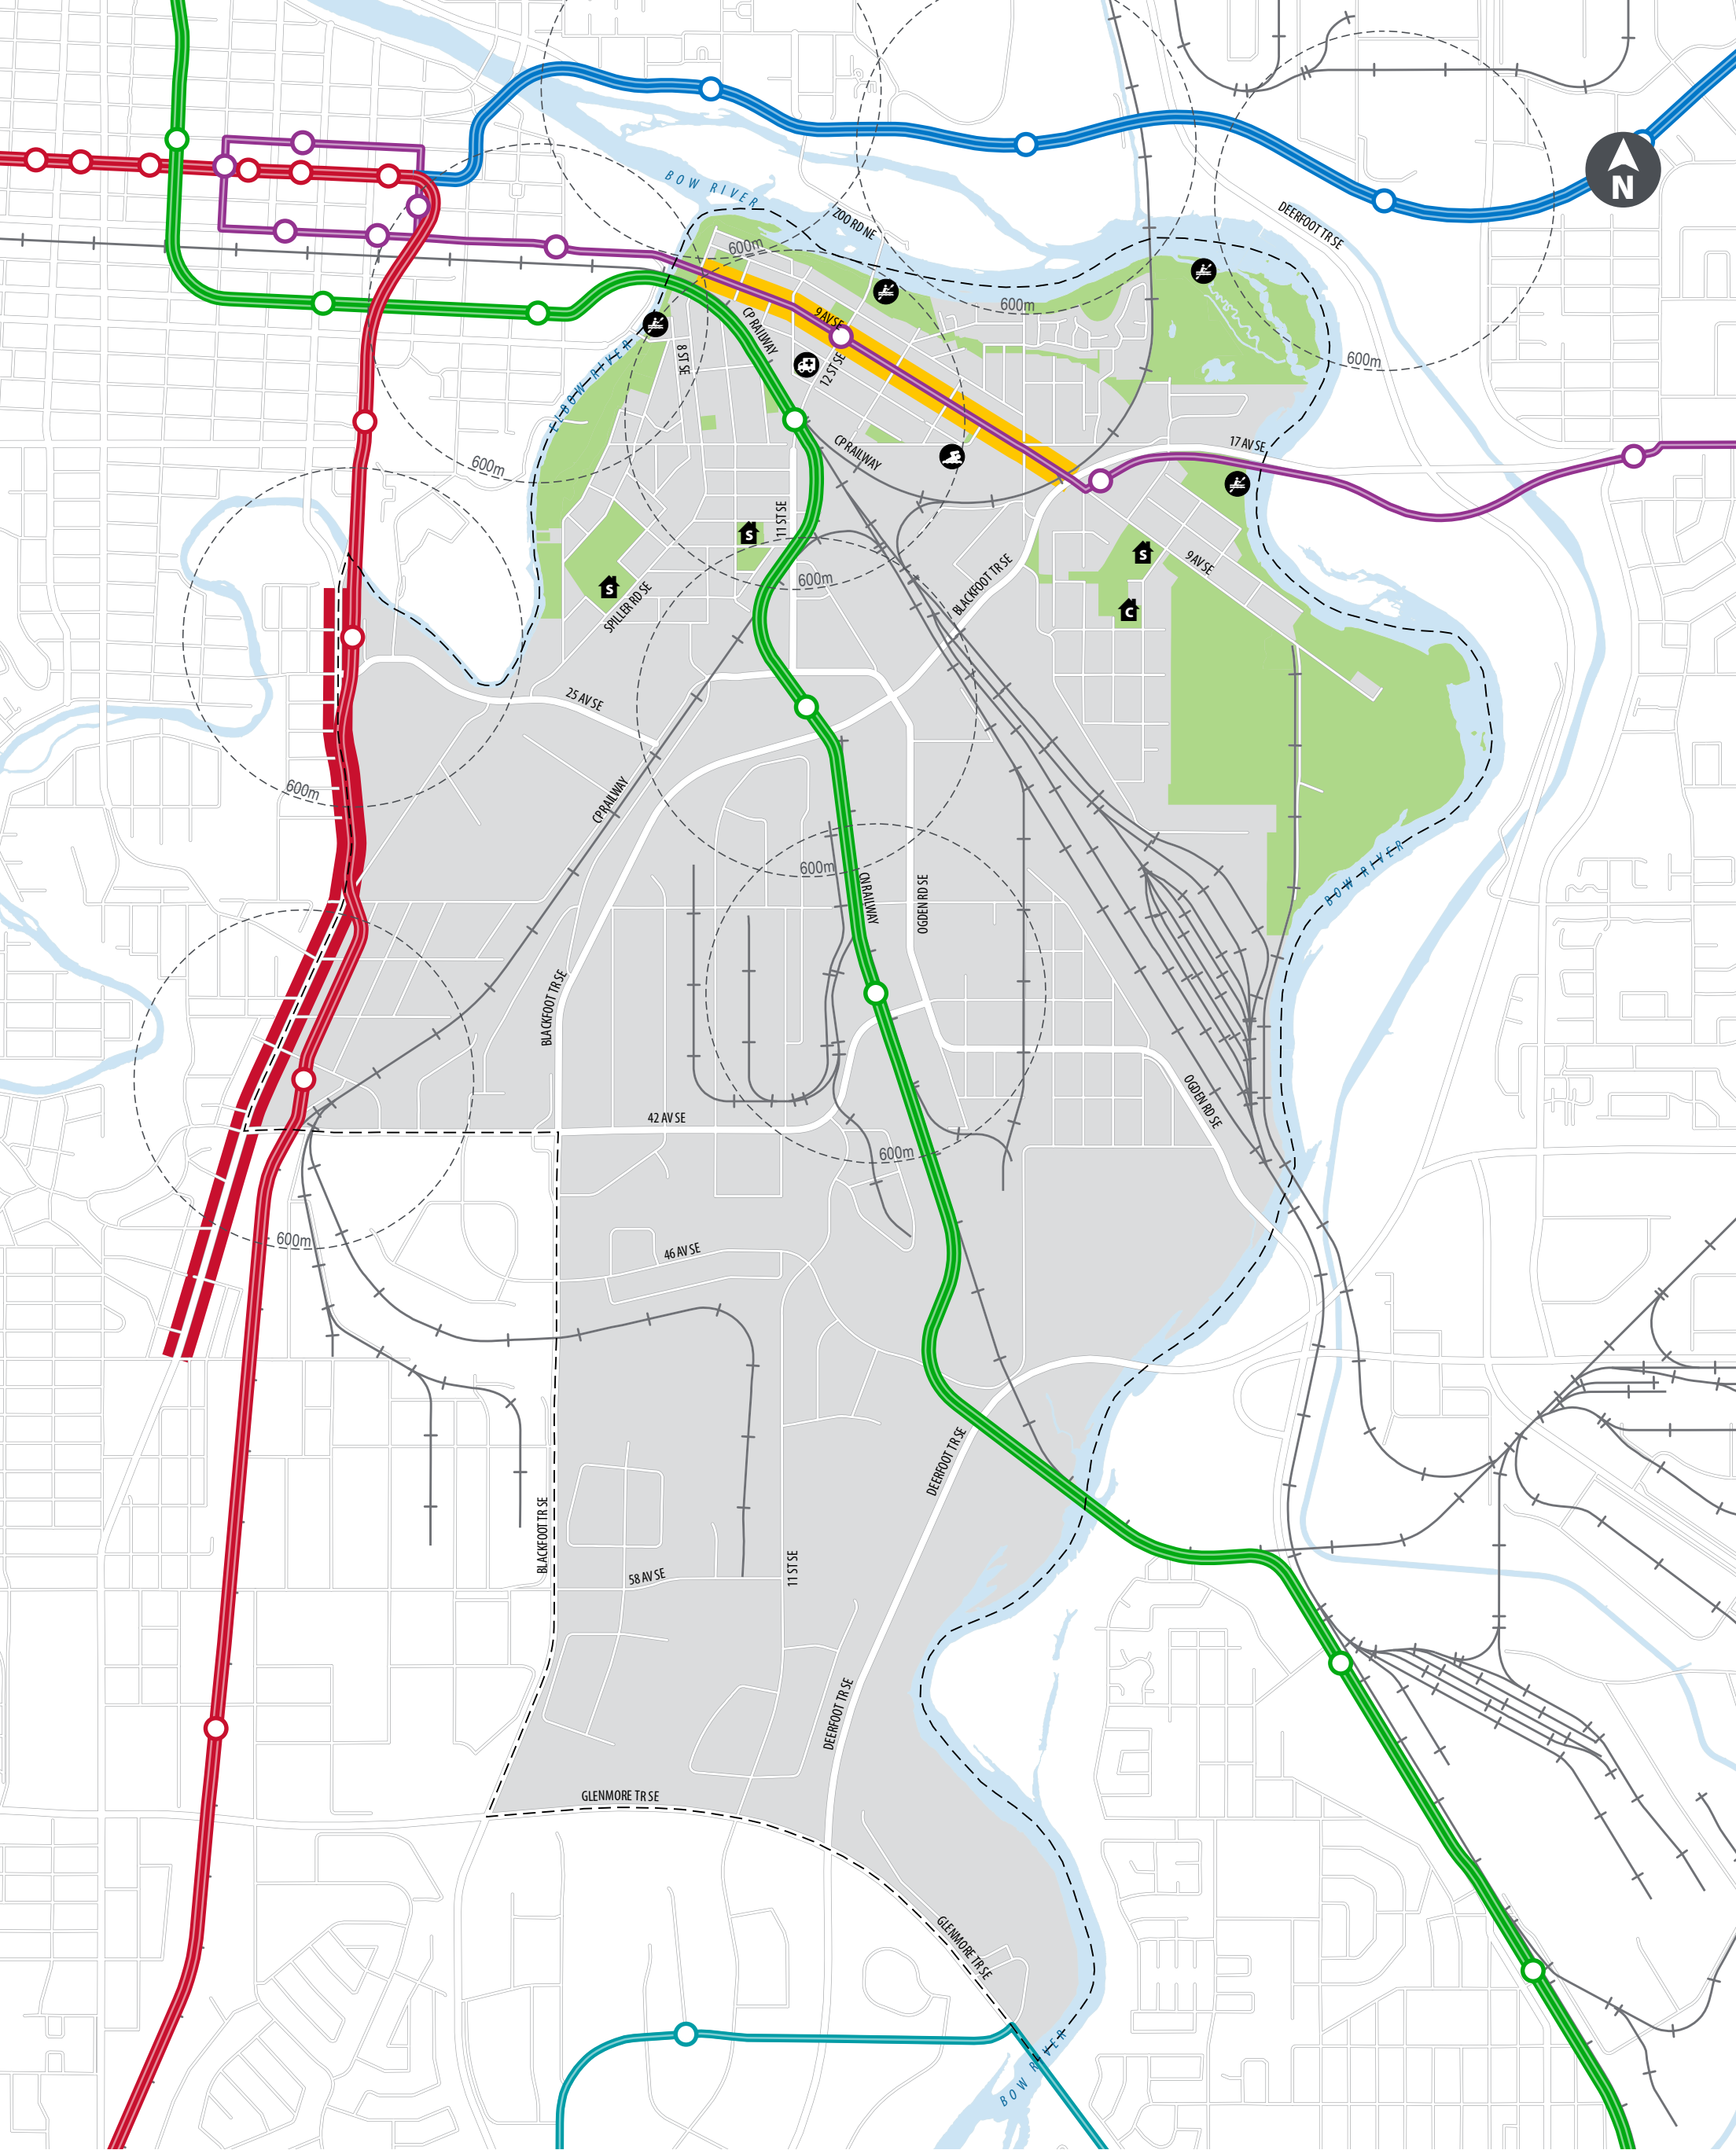 BOW RIVER
ZOO RD NE
DEERFOOT TR SE
N
600m
600m
600m
9 AV SE
CP RAILWAY
8 ST SE
12 ST SE
ELBOW RIVER
600m
CP RAILWAY
17 AV SE
11 ST SE
S
S
S
C
9 AV SE
BLACKFOOT TR SE
600m
SPILLER RD SE
25 AV SE
600m
CP RAILWAY
600m
CN RAILWAY
OGDEN RD SE
BOW RIVER
BLACKFOOT TR SE
42 AV SE
OGDEN RD SE
600m
600m
46 AV SE
DEERFOOT TR SE
BLACKFOOT TR SE
11 ST SE
58 AV SE
DEERFOOT TR SE
GLENMORE TR SE
GLENMORE TR SE
BOW RIVER